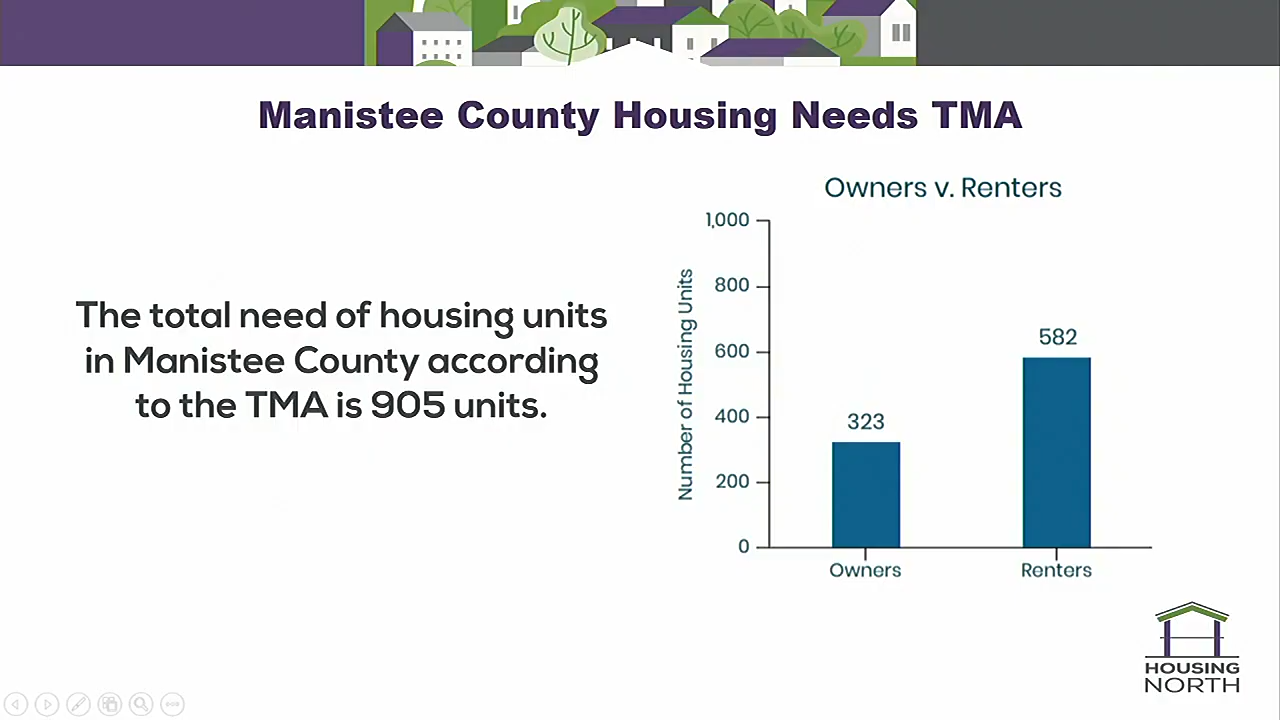 Manistee County Housing Needs TMA
The total need of housing units
in Manistee County according
to the TMA is 905 units.
Owners v. Renters
Number of Housing Units
1,000
800
600
400
200
0
323
582
Owners
Renters
HOUSING
NORTH